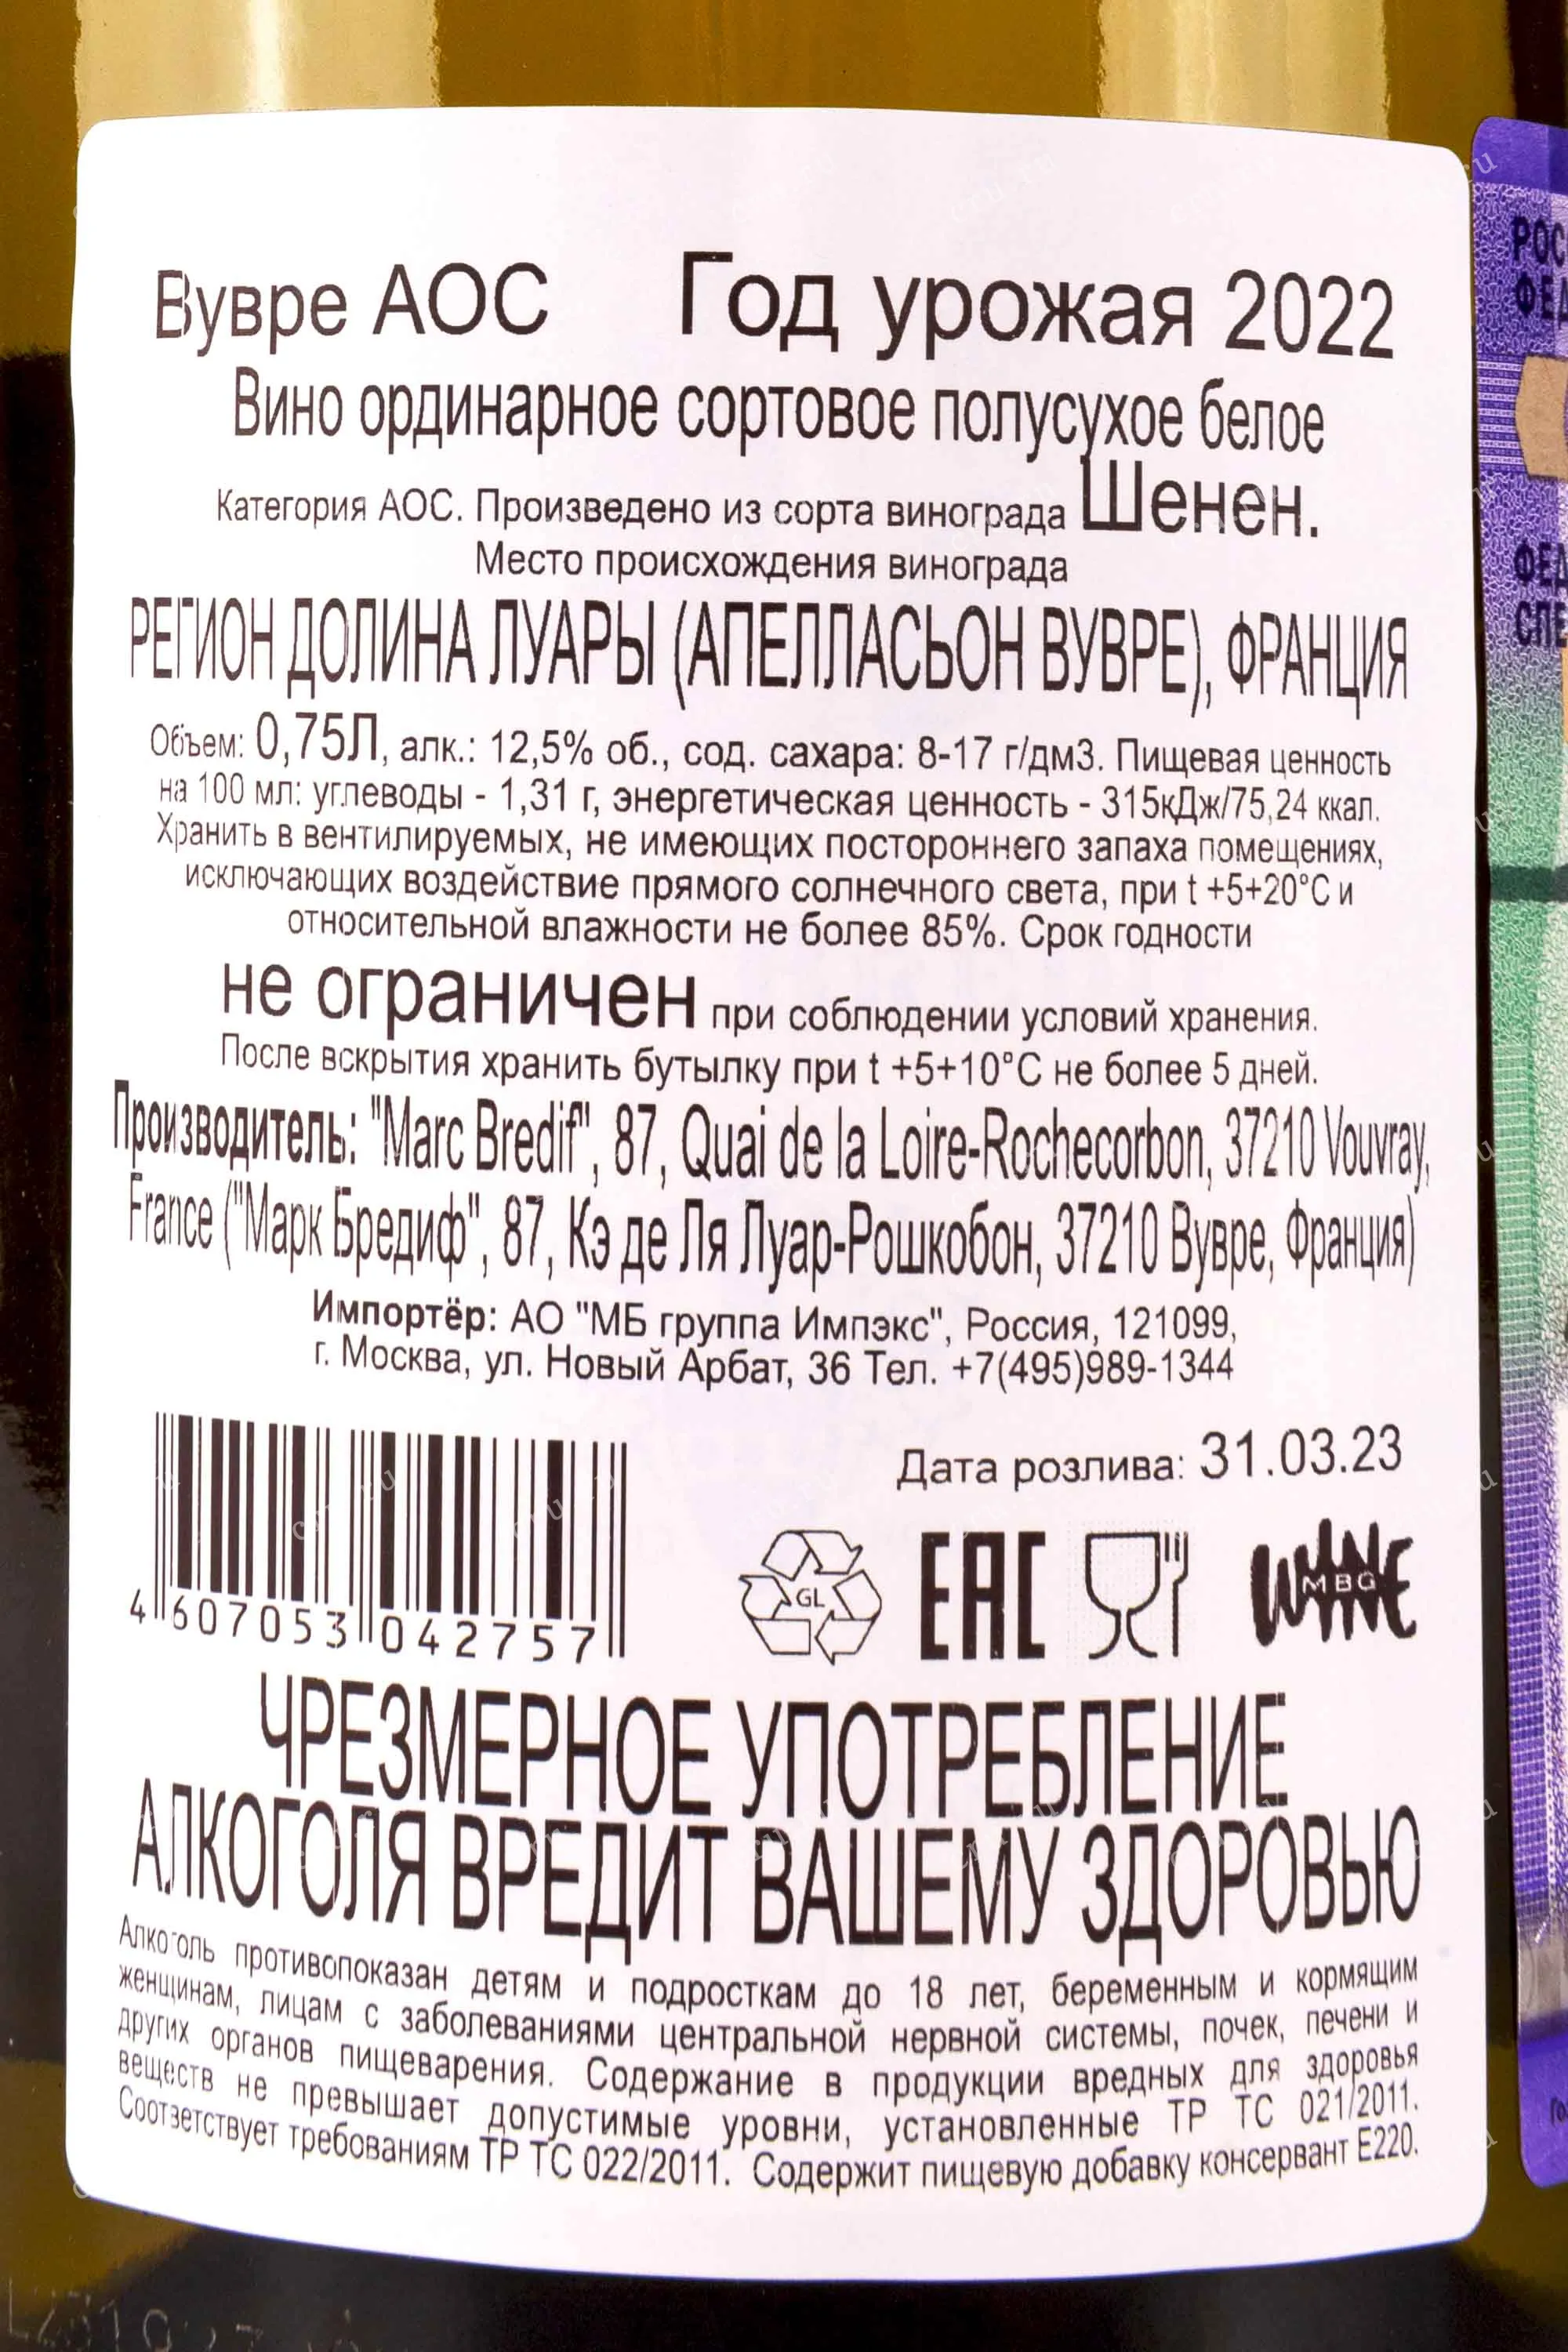 Вувре АОС Год урожая 2022
Вино ординарное сортовое полусухое белое
Категория АОС. Произведено из сорта винограда Шенен.
Место происхождения винограда
РЕГИОН ДОЛИНА ЛУАРЫ (АПЕЛЛАСЬОН ВУВРЕ), ФРАНЦИЯ
Объем: 0,75Л, алк.: 12,5% об., сод. сахара: 8-17 г/дм3. Пищевая ценность
на 100 мл: углеводы - 1,31 г, энергетическая ценность - 315кДж/75,24 ккал.
Хранить в вентилируемых, не имеющих постороннего запаха помещениях,
исключающих воздействие прямого солнечного света, при t +5+20°C и
относительной влажности не более 85%. Срок годности
не ограничен при соблюдении условий хранения.
После вскрытия хранить бутылку при t +5+10°C не более 5 дней.
Производитель: "Marc Bredif", 87, Quai de la Loire-Rochecorbon, 37210 Vouvray,
France ("Марк Бредиф", 87, Кэ де Ля Луар-Рошкобон, 37210 Вувре, Франция)
Импортёр: АО "МБ группа Импэкс", Россия, 121099,
г. Москва, ул. Новый Арбат, 36 Тел. +7(495)989-1344
Дата розлива: 31.03.23
4 607053 042757
GL EAC WINE MBG
ЧРЕЗМЕРНОЕ УПОТРЕБЛЕНИЕ
АЛКОГОЛЯ ВРЕДИТ ВАШЕМУ ЗДОРОВЬЮ
Алкоголь противопоказан детям и подросткам до 18 лет, беременным и кормящим
женщинам, лицам с заболеваниями центральной нервной системы, почек, печени и
других органов пищеварения. Содержание в продукции вредных для здоровья
веществ не превышает допустимые уровни, установленные ТР ТС 021/2011.
Соответствует требованиям ТР ТС 022/2011. Содержит пищевую добавку консервант Е220.
РОС
ФЕД
ФЕД
СПЕ